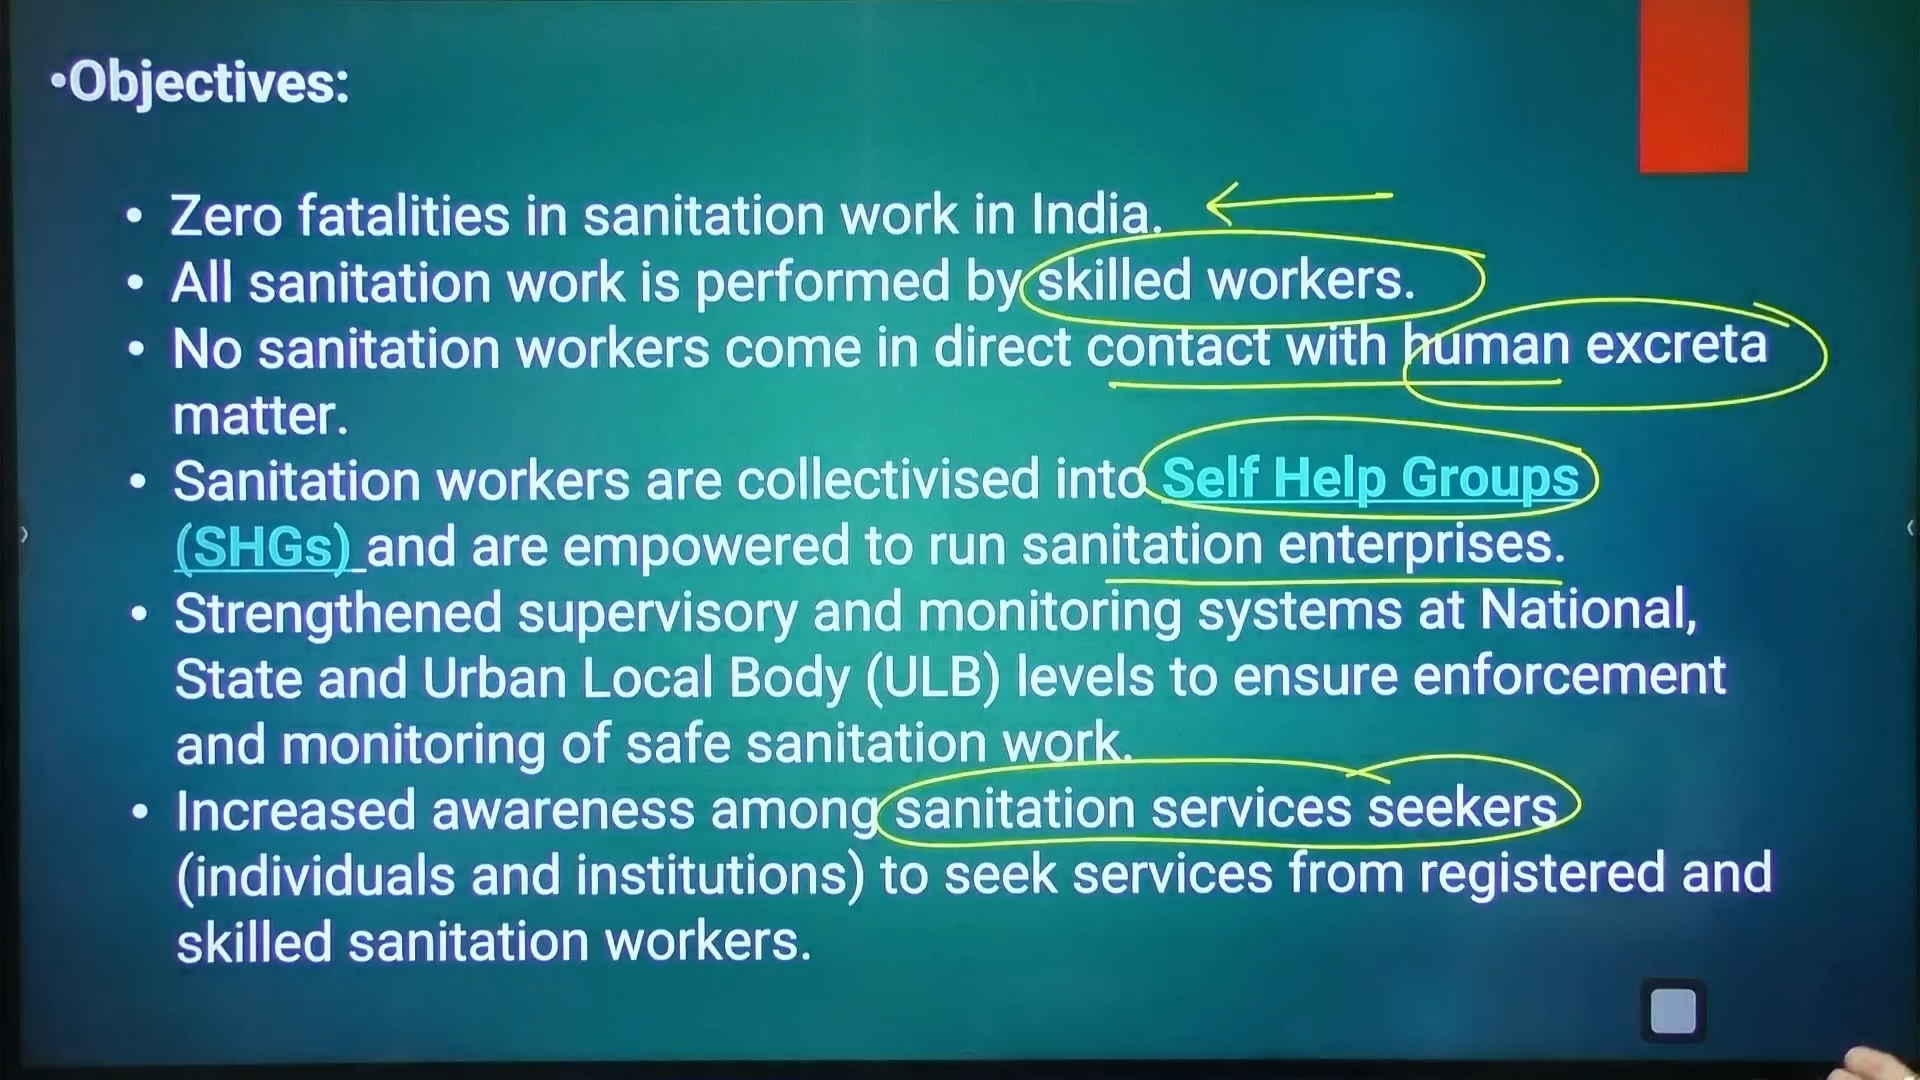 •Objectives:
• Zero fatalities in sanitation work in India.
• All sanitation work is performed by skilled workers.
• No sanitation workers come in direct contact with human excreta
matter.
• Sanitation workers are collectivised into Self Help Groups
(SHGs) and are empowered to run sanitation enterprises.
• Strengthened supervisory and monitoring systems at National,
State and Urban Local Body (ULB) levels to ensure enforcement
and monitoring of safe sanitation work.
• Increased awareness among sanitation services seekers
(individuals and institutions) to seek services from registered and
skilled sanitation workers.